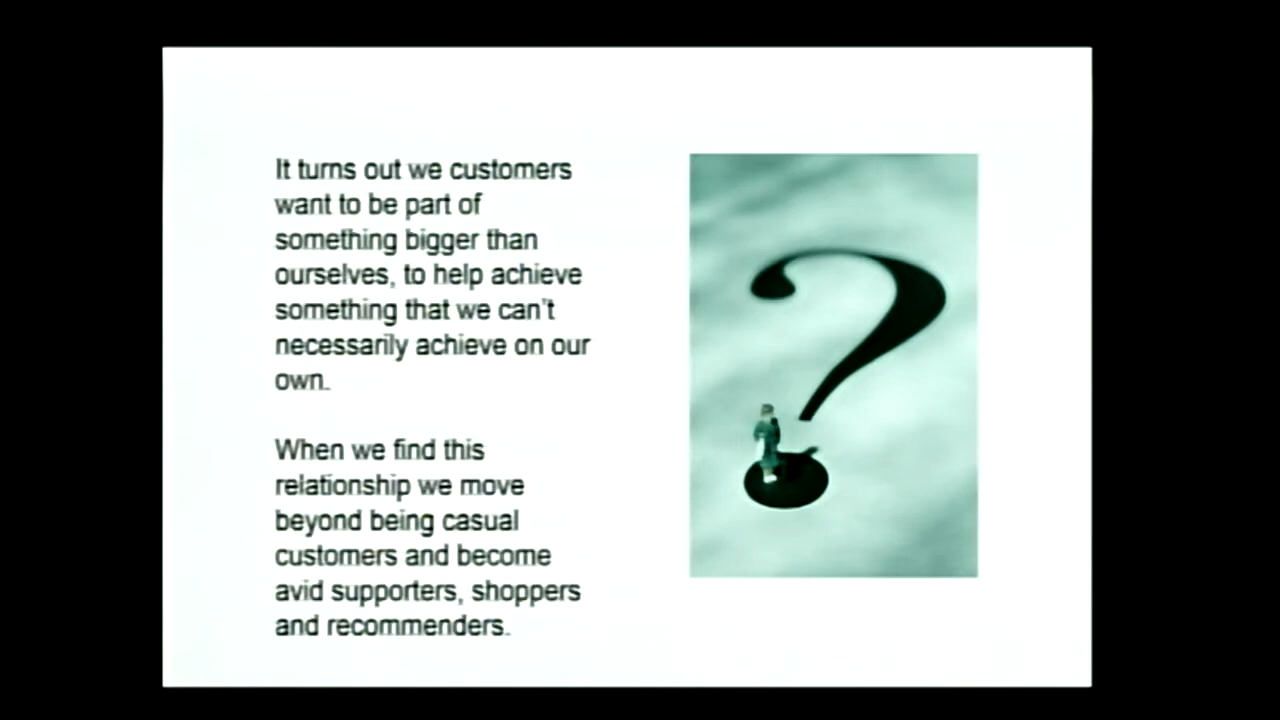 It turns out we customers
want to be part of
something bigger than
ourselves, to help achieve
something that we can't
necessarily achieve on our
own.
When we find this
relationship we move
beyond being casual
customers and become
avid supporters, shoppers
and recommenders.